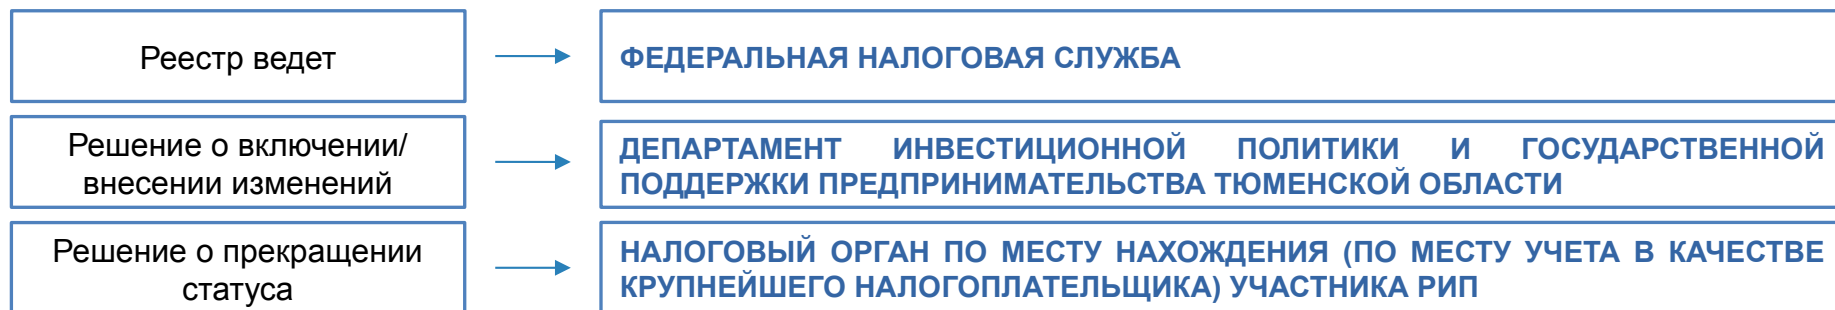 Реестр ведет
ФЕДЕРАЛЬНАЯ НАЛОГОВАЯ СЛУЖБА
Решение о включении/
внесении изменений
ДЕПАРТАМЕНТ ИНВЕСТИЦИОННОЙ ПОЛИТИКИ И ГОСУДАРСТВЕННОЙ
ПОДДЕРЖКИ ПРЕДПРИНИМАТЕЛЬСТВА ТЮМЕНСКОЙ ОБЛАСТИ
Решение о прекращении
статуса
НАЛОГОВЫЙ ОРГАН ПО МЕСТУ НАХОЖДЕНИЯ (ПО МЕСТУ УЧЕТА В КАЧЕСТВЕ
КРУПНЕЙШЕГО НАЛОГОПЛАТЕЛЬЩИКА) УЧАСТНИКА РИП